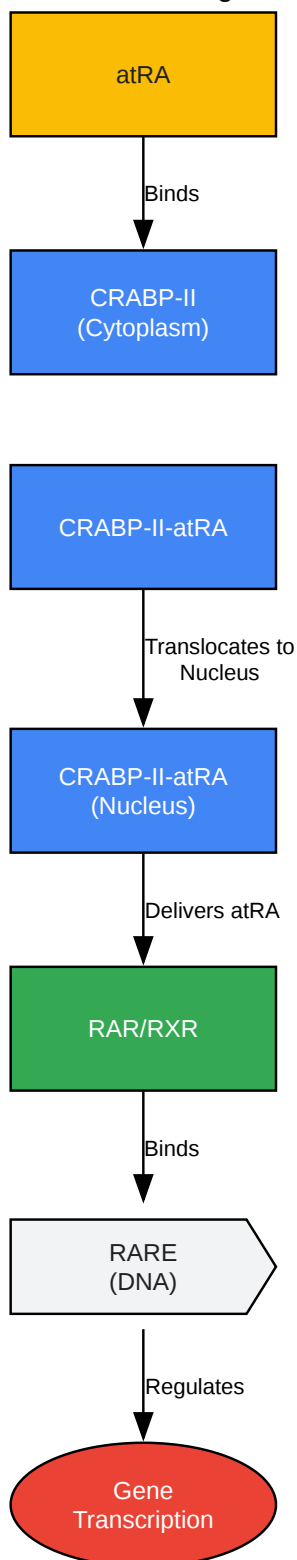 atRA
Binds
CRABP-II
(Cytoplasm)
CRABP-II-atRA
Translocates to
Nucleus
CRABP-II-atRA
(Nucleus)
Delivers atRA
RAR/RXR
Binds
RARE
(DNA)
Regulates
Gene
Transcription